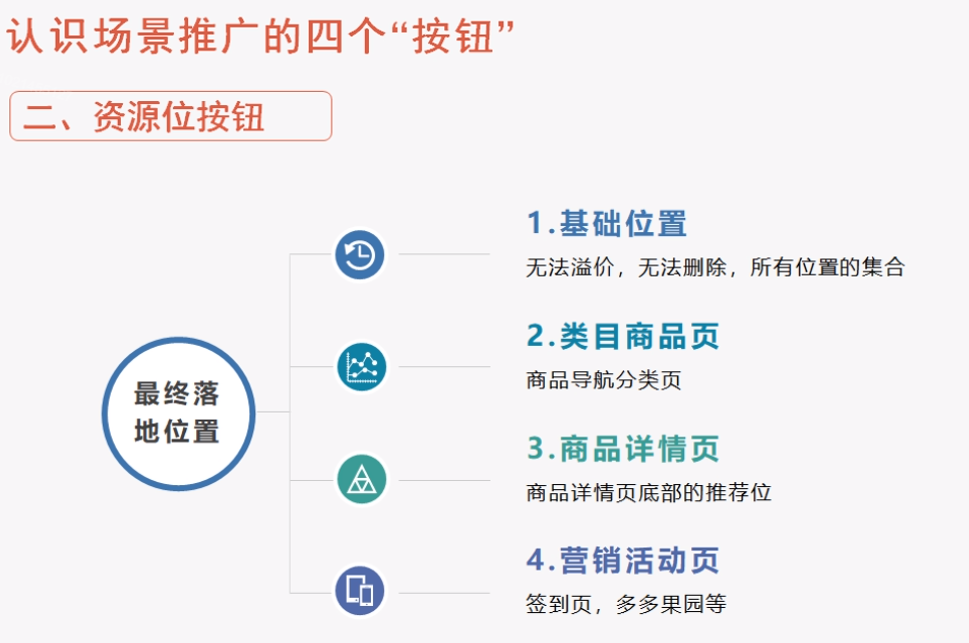 认识场景推广的四个“按钮”
二、资源位按钮
最终落
地位置
1.基础位置
无法溢价，无法删除，所有位置的集合
2.类目商品页
商品导航分类页
3.商品详情页
商品详情页底部的推荐位
4.营销活动页
签到页，多多果园等